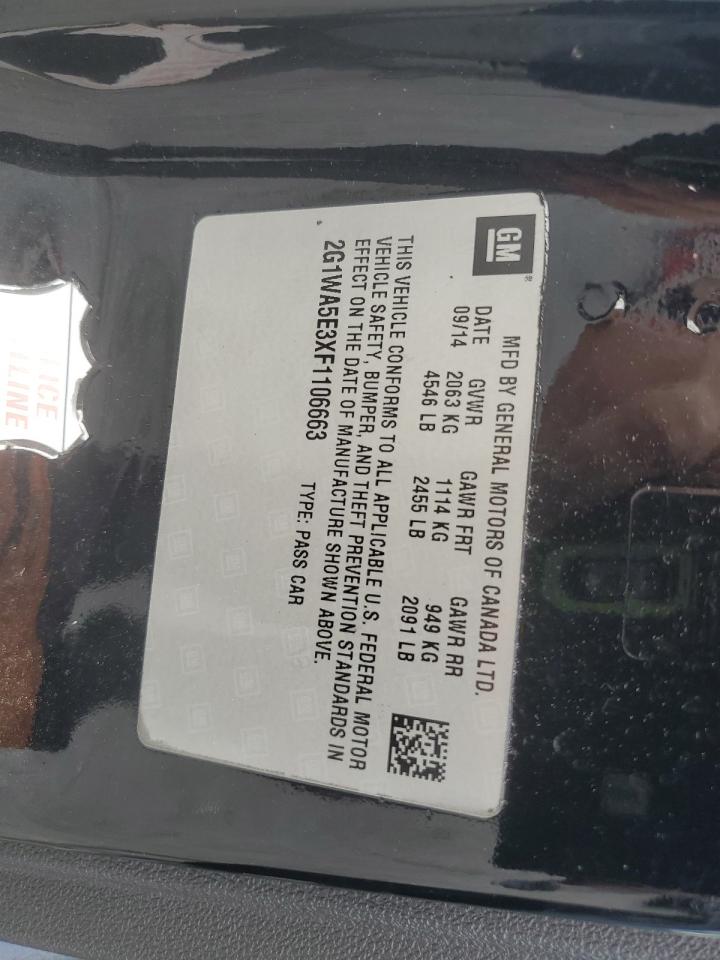 GM
MFD BY GENERAL MOTORS OF CANADA LTD.
DATE GVWR GAWR FRT GAWR RR
09/14 2063 KG 1114 KG 949 KG
4546 LB 2455 LB 2091 LB
THIS VEHICLE CONFORMS TO ALL APPLICABLE U.S. FEDERAL MOTOR
VEHICLE SAFETY, BUMPER, AND THEFT PREVENTION STANDARDS IN
EFFECT ON THE DATE OF MANUFACTURE SHOWN ABOVE.
2G1WA5E3XF1106663 TYPE: PASS CAR